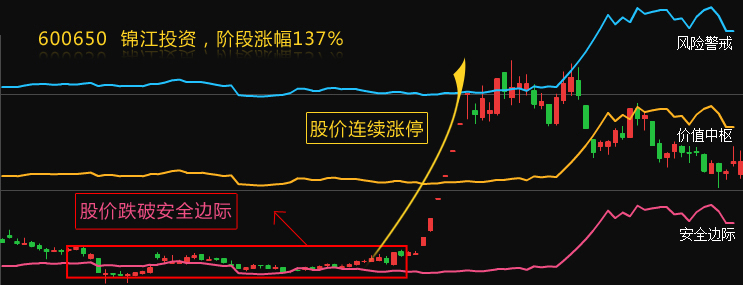 600650 锦江投资，阶段涨幅137%
风险警戒
股价连续涨停
价值中枢
股价跌破安全边际
安全边际